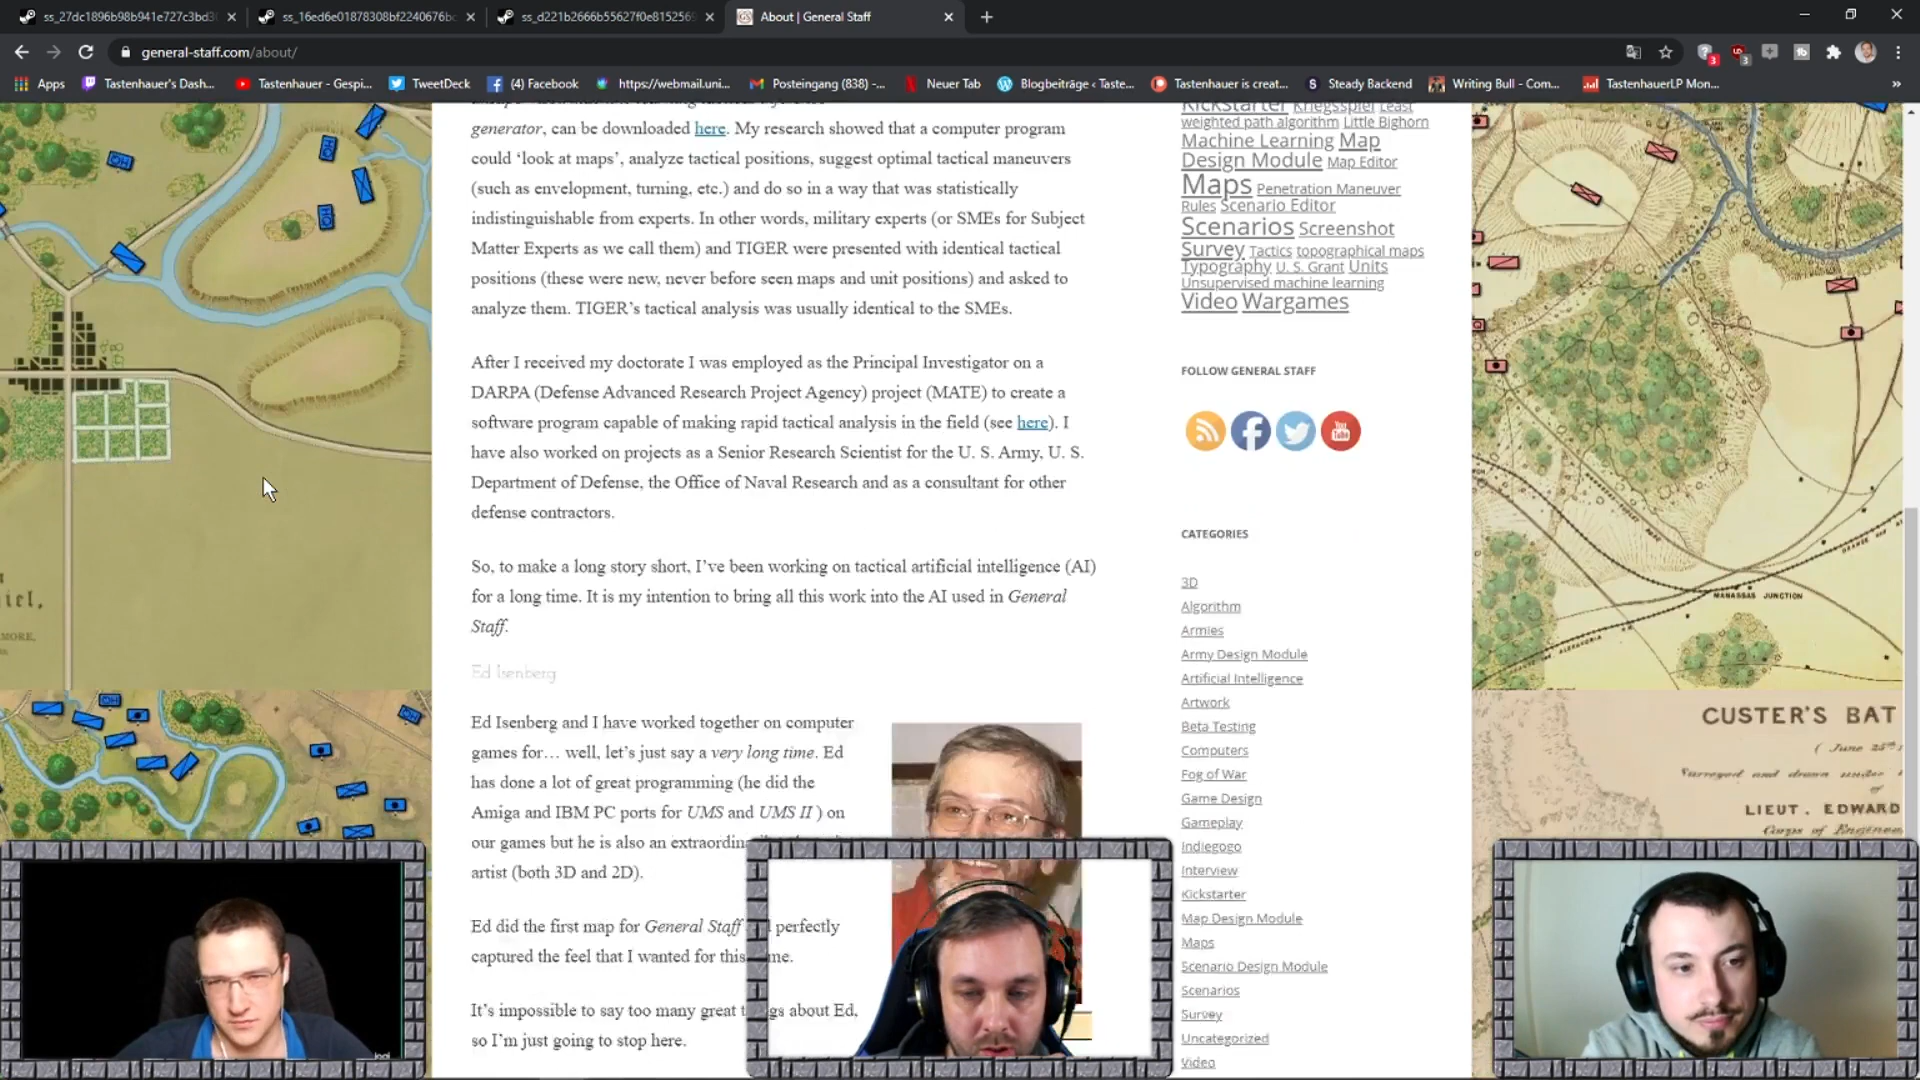 ss_27dc1896b98b941e727c3bd3
ss_16ed6e01878308bf2240676b
ss_d221b2666b55627f0e815256
About | General Staff
general-staff.com/about/
Apps
Tastenhauer's Dash...
Tastenhauer - Gespi...
TweetDeck
(4) Facebook
https://webmail.uni...
Posteingang (838) -...
Neuer Tab
Blogbeiträge ‹ Taste...
Tastenhauer is creat...
Steady Backend
Writing Bull - Com...
TastenhauerLP Mon...
»
generator, can be downloaded here. My research showed that a computer program
could ‘look at maps’, analyze tactical positions, suggest optimal tactical maneuvers
(such as envelopment, turning, etc.) and do so in a way that was statistically
indistinguishable from experts. In other words, military experts (or SMEs for Subject
Matter Experts as we call them) and TIGER were presented with identical tactical
positions (these were new, never before seen maps and unit positions) and asked to
analyze them. TIGER’s tactical analysis was usually identical to the SMEs.
After I received my doctorate I was employed as the Principal Investigator on a
DARPA (Defense Advanced Research Project Agency) project (MATE) to create a
software program capable of making rapid tactical analysis in the field (see here). I
have also worked on projects as a Senior Research Scientist for the U. S. Army, U. S.
Department of Defense, the Office of Naval Research and as a consultant for other
defense contractors.
So, to make a long story short, I’ve been working on tactical artificial intelligence (AI)
for a long time. It is my intention to bring all this work into the AI used in General
Staff.
Ed Isenberg
Ed Isenberg and I have worked together on computer
games for… well, let’s just say a very long time. Ed
has done a lot of great programming (he did the
Amiga and IBM PC ports for UMS and UMS II ) on
our games but he is also an
artist (both 3D and 2D).
Ed did the first map for General Staff perfectly
captured the feel that I wanted for this
It’s impossible to say too many great about Ed,
so I’m just going to stop here.
Kickstarter Kriegsspiel Least
weighted path algorithm Little Bighorn
Machine Learning Map
Design Module Map Editor
Maps Penetration Maneuver
Rules Scenario Editor
Scenarios Screenshot
Survey Tactics topographical maps
Typography U. S. Grant Units
Unsupervised machine learning
Video Wargames
FOLLOW GENERAL STAFF
You
Tube
CATEGORIES
3D
Algorithm
Armies
Army Design Module
Artificial Intelligence
Artwork
Beta Testing
Computers
Fog of War
Game Design
Gameplay
Indiegogo
Interview
Kickstarter
Map Design Module
Maps
Scenario Design Module
Scenarios
Survey
Uncategorized
Video
MANASSAS JUNCTION
CUSTER'S BAT
( June 25th
Surveyed and drawn under
of
LIEUT. EDWARD
Corps of Engineer